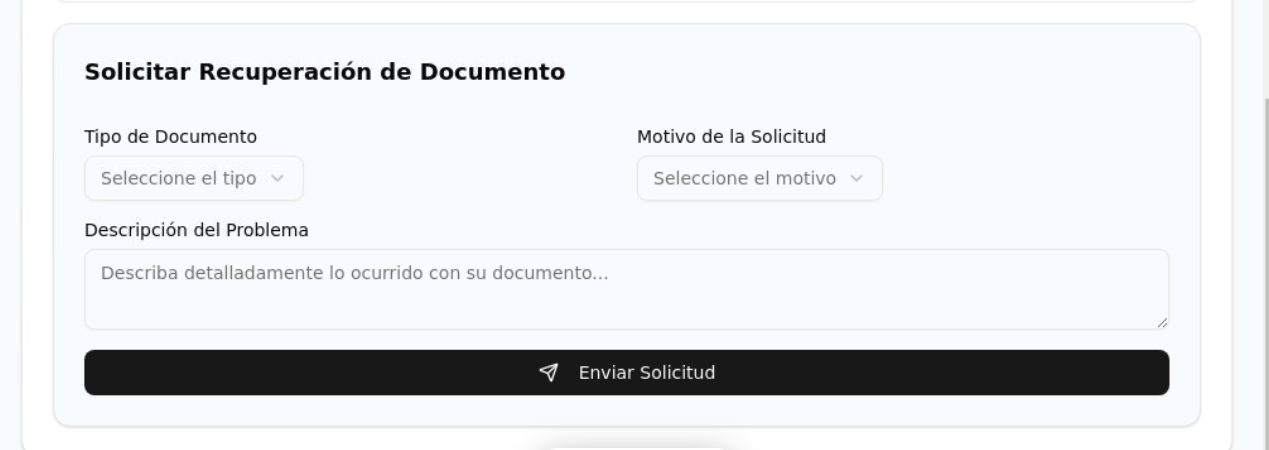 Solicitar Recuperación de Documento
Tipo de Documento
Motivo de la Solicitud
Seleccione el tipo
Seleccione el motivo
Descripción del Problema
Describa detalladamente lo ocurrido con su documento...
Enviar Solicitud